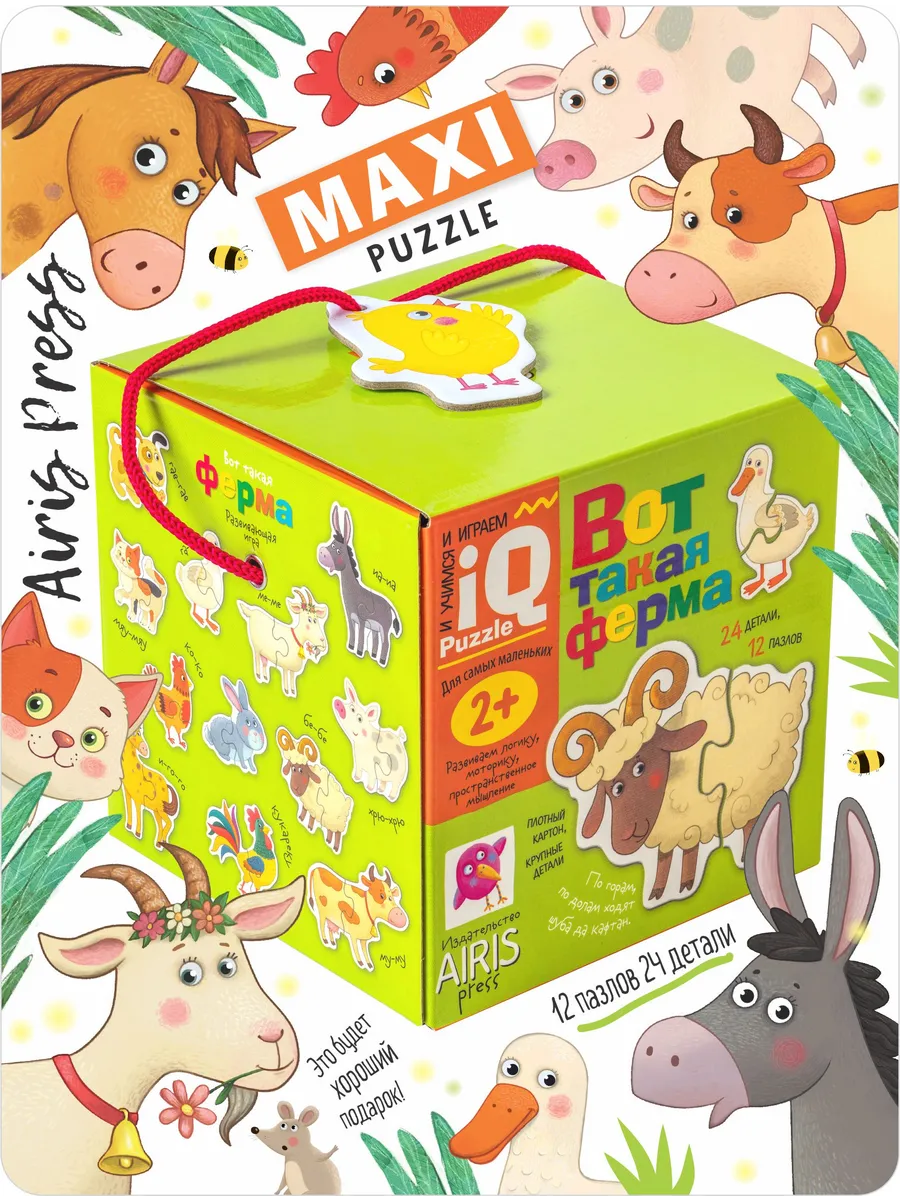 MAXI
PUZZLE
Airis Press
Вот такая
Ферма
Развивающая
игра
гав-гав
га
ме-ме
иа-иа
мяу-мяу
ко-ко
бе-бе
и-го-го
кукареку
хрю-хрю
му-му
И УЧИМСЯ И ИГРАЕМ
iQ
Puzzle
Для самых маленьких
2+
Развиваем логику,
моторику,
пространственное
мышление
Вот
такая
ферма
24 ДЕТАЛИ,
12 ПАЗЛОВ
ПЛОТНЫЙ
КАРТОН,
КРУПНЫЕ
ДЕТАЛИ
По горам,
по долам ходят
шуба да кафтан.
Издательство
AIRIS
press
12 пазлов 24 детали
Это будет
хороший
подарок!